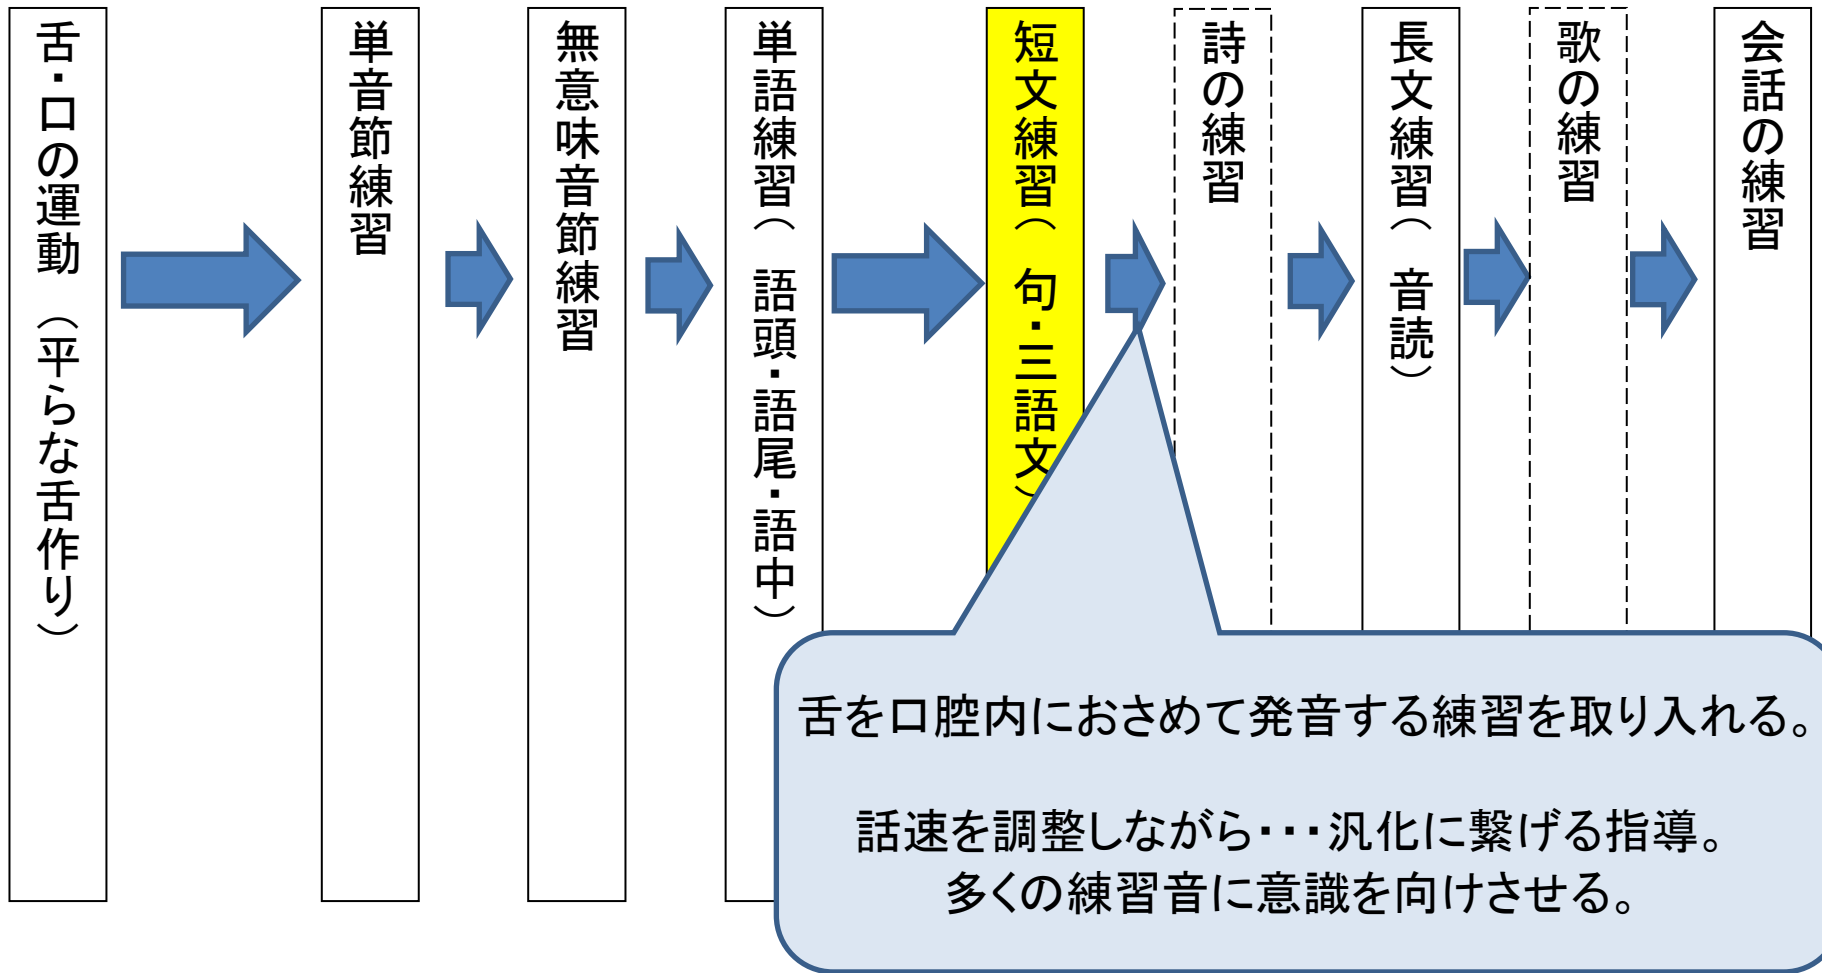 舌・口の運動　（平らな舌作り）
単音節練習
無意味音節練習
単語練習（　語頭・語尾・語中）
短文練習（　句・三語文）
詩の練習
長文練習（　音読）
歌の練習
会話の練習
舌を口腔内におさめて発音する練習を取り入れる。
話速を調整しながら・・・汎化に繋げる指導。
多くの練習音に意識を向けさせる。